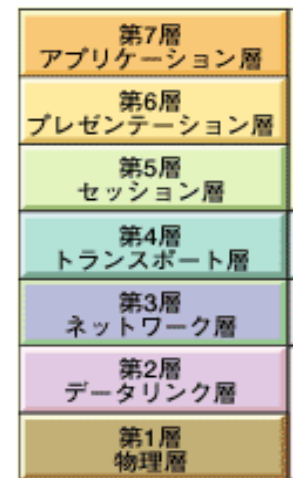 第7層
アプリケーション層
第6層
プレゼンテーション層
第5層
セッション層
第4層
トランスポート層
第3層
ネットワーク層
第2層
データリンク層
第1層
物理層